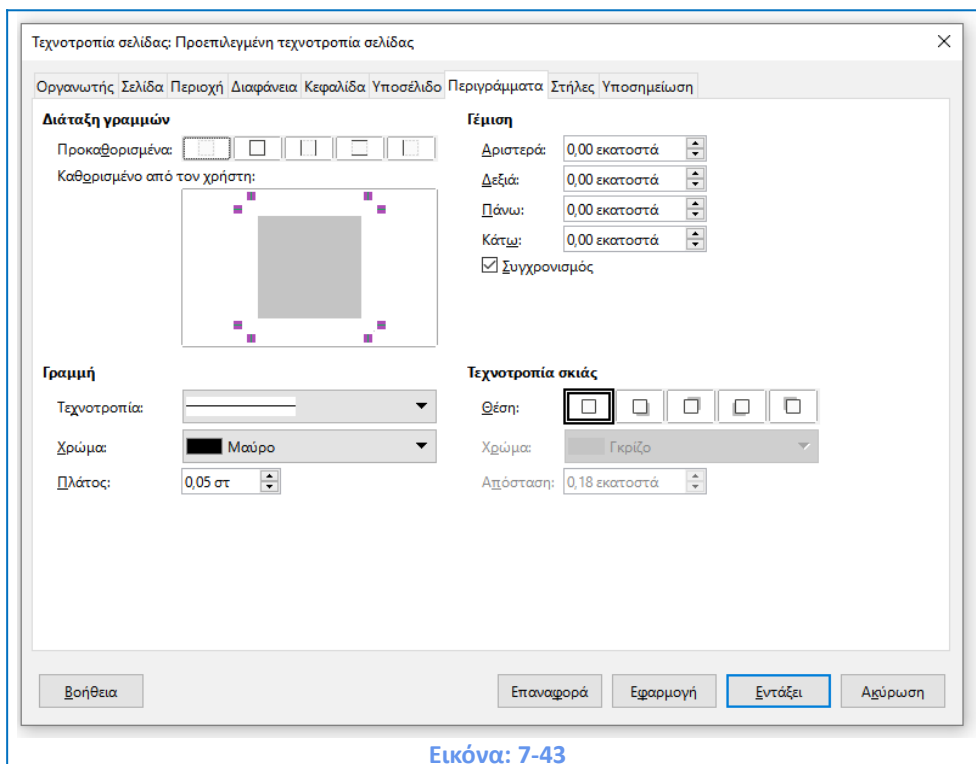 Τεχνοτροπία σελίδας: Προεπιλεγμένη τεχνοτροπία σελίδας
Οργανωτής Σελίδα Περιοχή Διαφάνεια Κεφαλίδα Υποσέλιδο Περιγράμματα Στήλες Υποσημείωση
Διάταξη γραμμών
Προκαθορισμένα:
Καθορισμένο από τον χρήστη:
Γέμιση
Αριστερά: 0,00 εκατοστά
Δεξιά: 0,00 εκατοστά
Πάνω: 0,00 εκατοστά
Κάτω: 0,00 εκατοστά
Συγχρονισμός
Γραμμή
Τεχνοτροπία:
Χρώμα: Μαύρο
Πλάτος: 0,05 στ
Τεχνοτροπία σκιάς
Θέση:
Χρώμα: Γκρίζο
Απόσταση: 0,18 εκατοστά
Βοήθεια Επαναφορά Εφαρμογή Εντάξει Ακύρωση
Εικόνα: 7-43